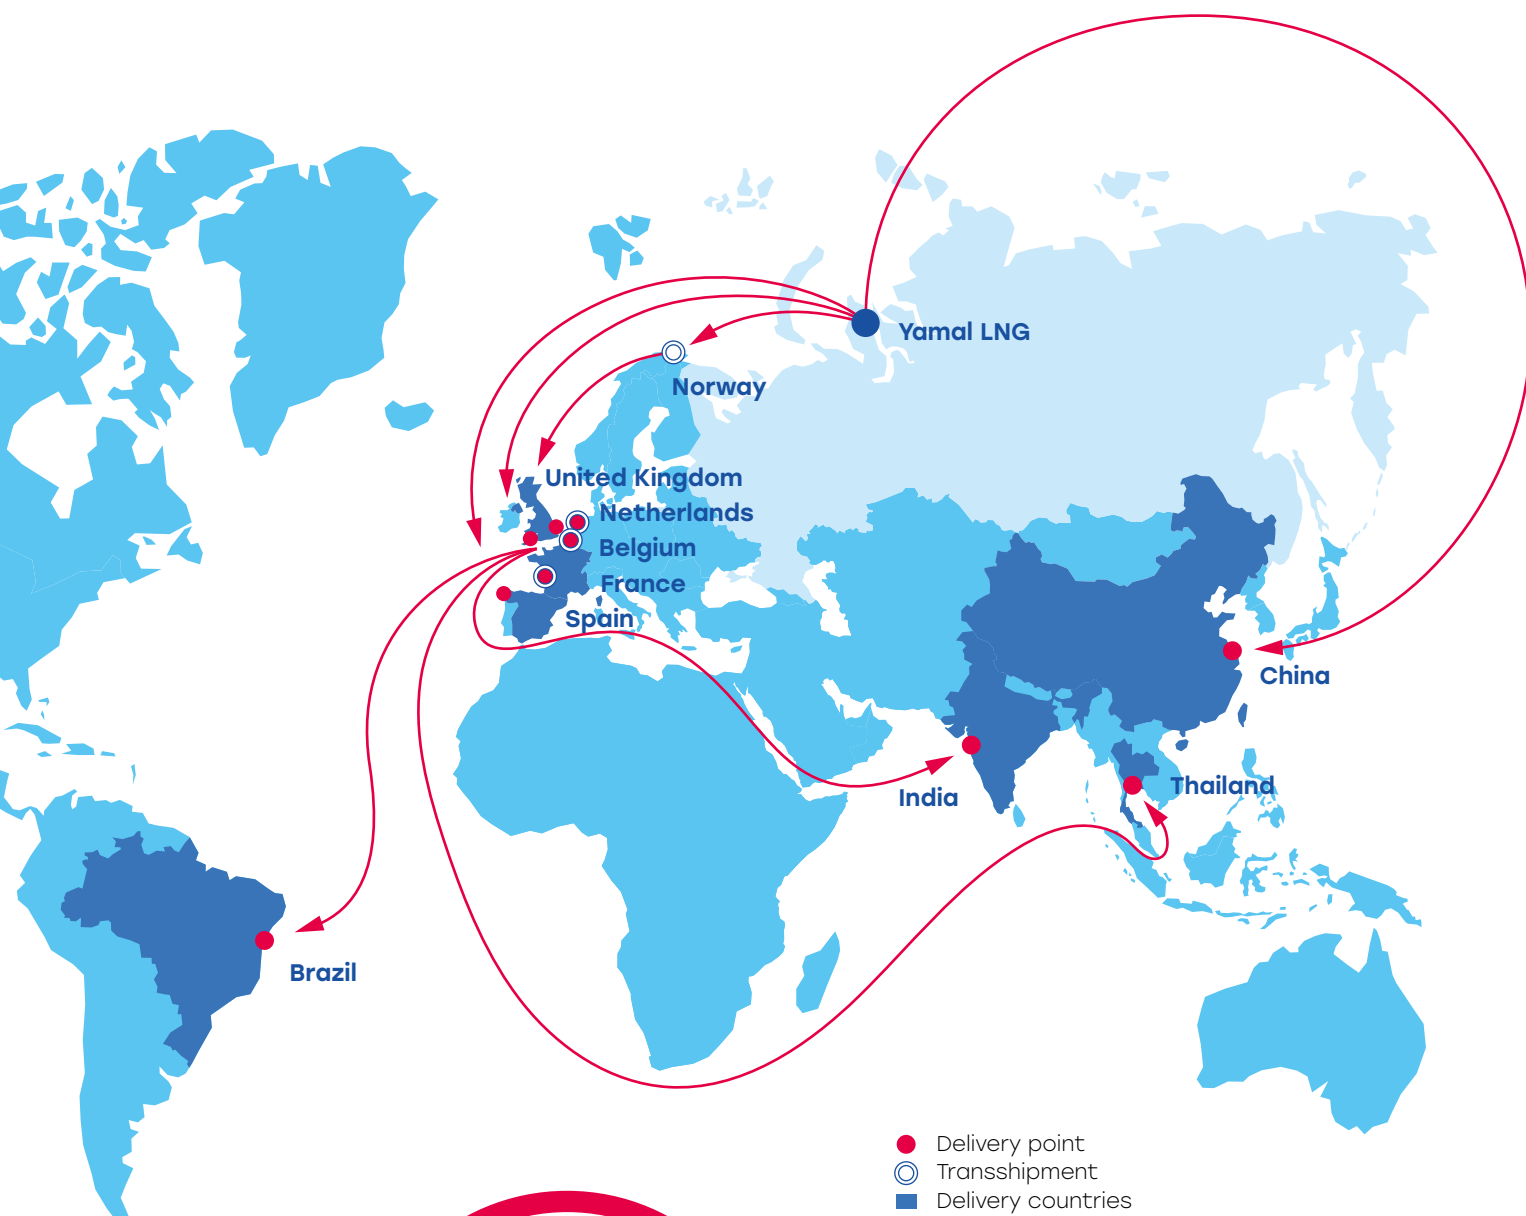 Yamal LNG
Norway
United Kingdom
Netherlands
Belgium
France
Spain
China
Thailand
India
Brazil
Delivery point
Transshipment
Delivery countries